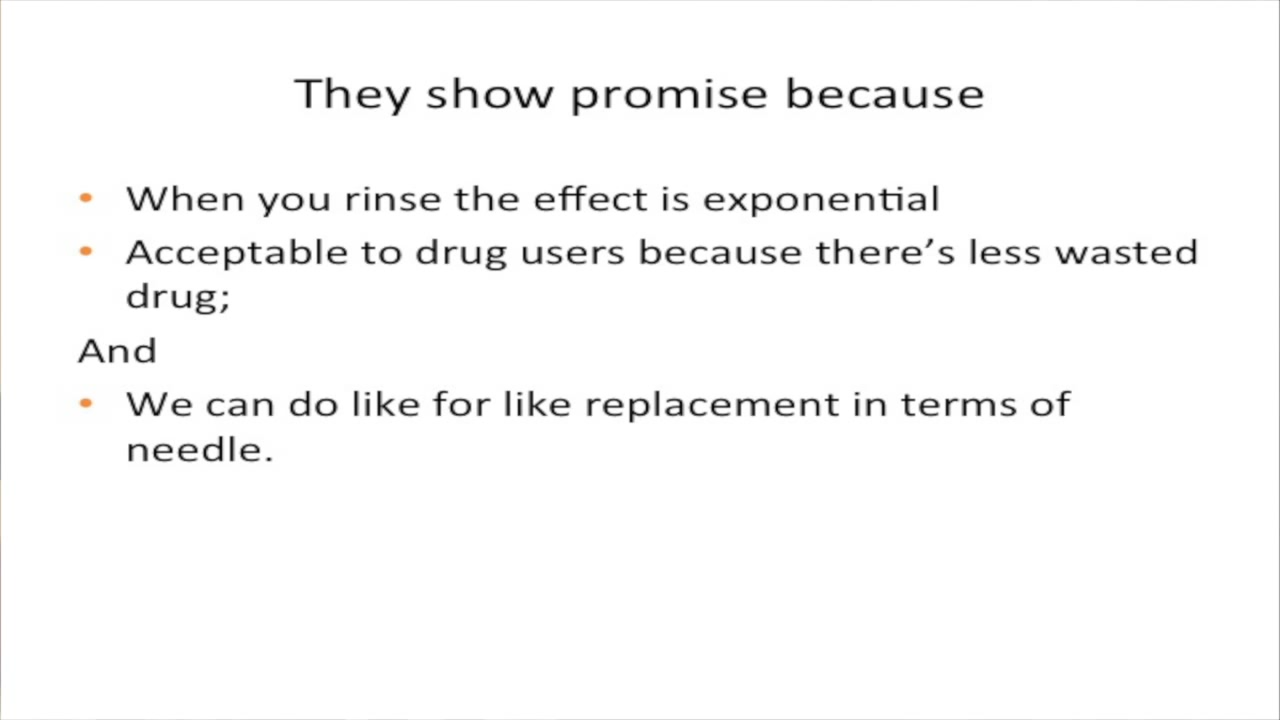 They show promise because
• When you rinse the effect is exponential
• Acceptable to drug users because there’s less wasted
drug;
And
• We can do like for like replacement in terms of
needle.